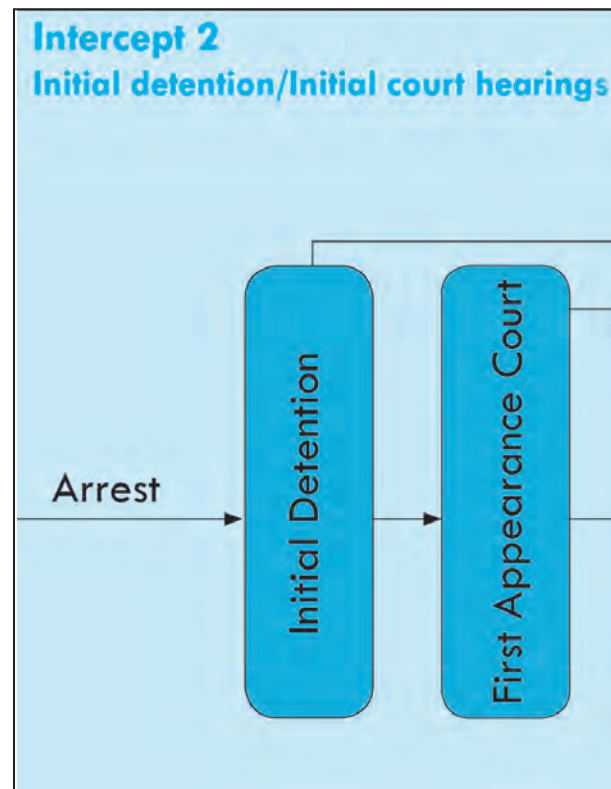 Intercept 2
Initial detention/Initial court hearings
Arrest
Initial Detention
First Appearance Court